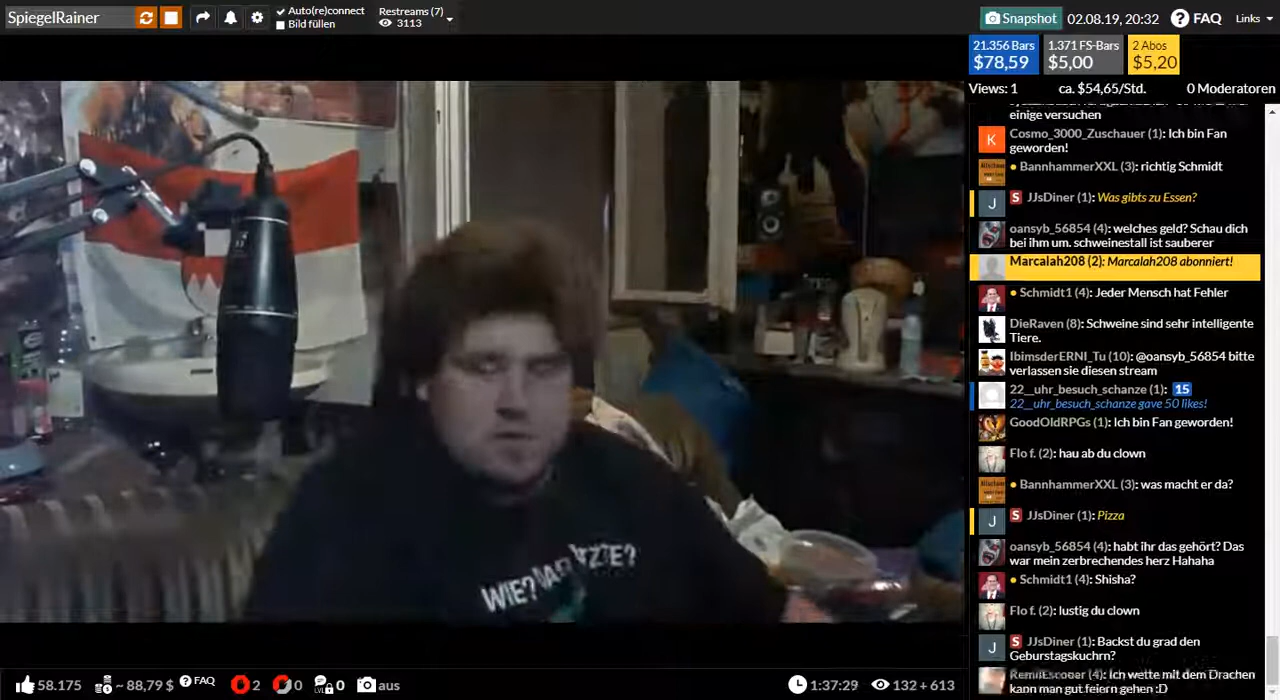 SpiegelRainer
Auto(re)connect
Bild füllen
Restreams (7)
3113
Snapshot
02.08.19, 20:32
FAQ
Links
21.356 Bars
$78,59
1.371 FS-Bars
$5,00
2 Abos
$5,20
Views: 1
ca. $54,65/Std.
0 Moderatoren
einige versuchen
Cosmo_3000_Zuschauer (1): Ich bin Fan
geworden!
K
BannhammerXXL (3): richtig Schmidt
J
S JJsDiner (1): Was gibts zu Essen?
oansyb_56854 (4): welches geld? Schau dich
bei ihm um. schweinestall ist sauberer
Marcalah208 (2): Marcalah208 abonniert!
Schmidt1 (4): Jeder Mensch hat Fehler
DieRaven (8): Schweine sind sehr intelligente
Tiere.
IbimsderERNI_Tu (10): @oansyb_56854 bitte
verlassen sie diesen stream
22__uhr_besuch_schanze (1): 15
22__uhr_besuch_schanze gave 50 likes!
GoodOldRPGs (1): Ich bin Fan geworden!
Flo f. (2): hau ab du clown
BannhammerXXL (3): was macht er da?
J
S JJsDiner (1): Pizza
oansyb_56854 (4): habt ihr das gehört? Das
war mein zerbrechendes herz Hahaha
Schmidt1 (4): Shisha?
Flo f. (2): lustig du clown
J
S JJsDiner (1): Backst du grad den
Geburstagskuchrn?
RemiEsconer (4): Ich wette mit dem Drachen
kann man gut feiern gehen :D
WIE? WAT? ZTE?
58.175
~ 88,79 $
FAQ
2
0
LVL 0
aus
1:37:29
132 + 613